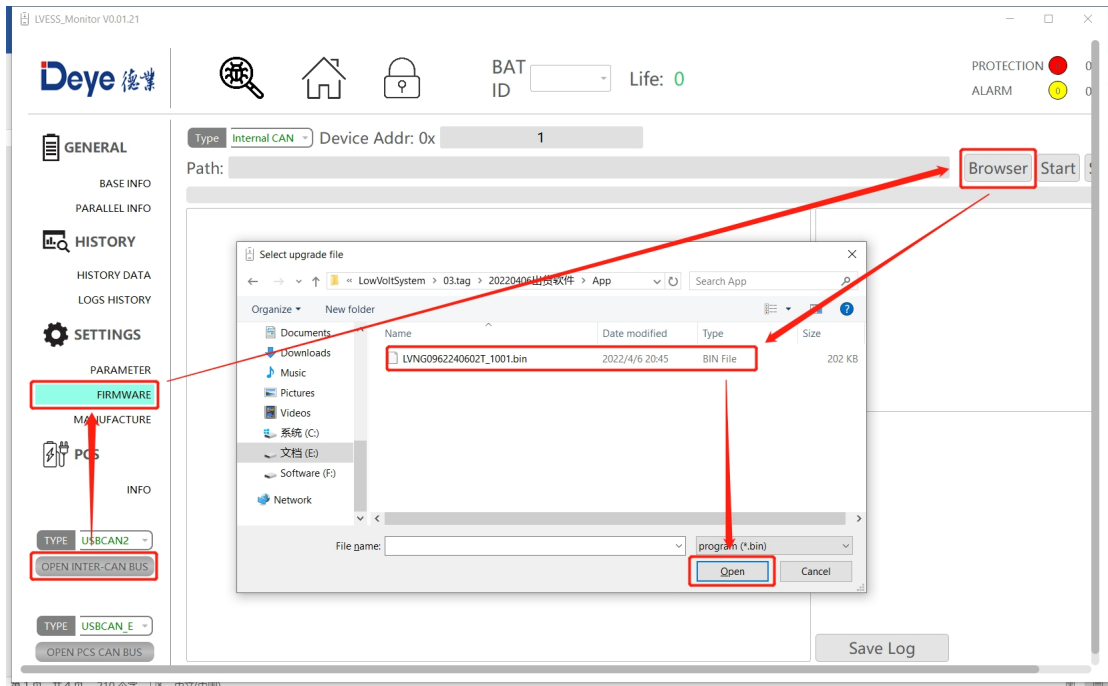 LVESS_Monitor V0.01.21
Deye 德業
BAT ID
Life: 0
PROTECTION 0
ALARM 0 0
GENERAL
BASE INFO
PARALLEL INFO
HISTORY
HISTORY DATA
LOGS HISTORY
SETTINGS
PARAMETER
FIRMWARE
MANUFACTURE
PCS
INFO
TYPE USBCAN2
OPEN INTER-CAN BUS
TYPE USBCAN_E
OPEN PCS CAN BUS
Type Internal CAN Device Addr: 0x 1
Path: Browser Start
Select upgrade file
« LowVoltSystem > 03.tag > 20220406出货软件 > App Search App
Organize New folder
Documents
Downloads
Music
Pictures
Videos
系统 (C:)
文档 (E:)
Software (F:)
Network
Name Date modified Type Size
LVNG0962240602T_1001.bin 2022/4/6 20:45 BIN File 202 KB
File name: program (*.bin)
Open Cancel
Save Log